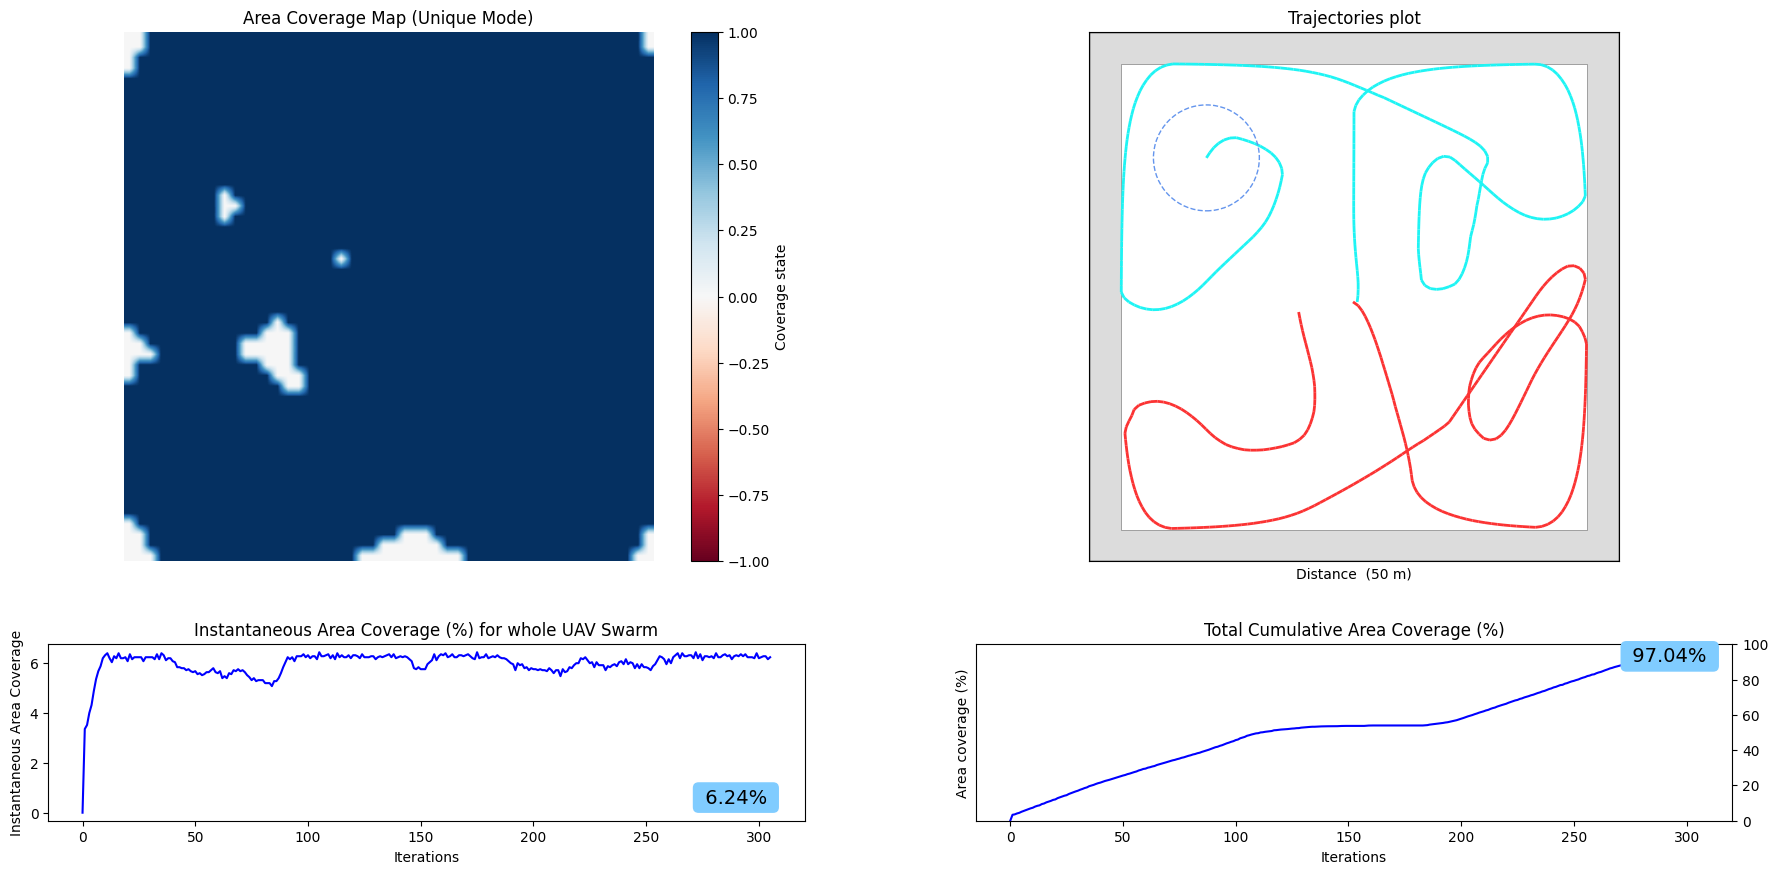 Area Coverage Map (Unique Mode)
1.00
0.75
0.50
0.25
0.00
−0.25
−0.50
−0.75
−1.00
Coverage state
Trajectories plot
Distance  (50 m)
Instantaneous Area Coverage (%) for whole UAV Swarm
Instantaneous Area Coverage
6
4
2
0
6.24%
0 50 100 150 200 250 300
Iterations
Total Cumulative Area Coverage (%)
Area coverage (%)
97.04%
100
80
60
40
20
0
0 50 100 150 200 250 300
Iterations